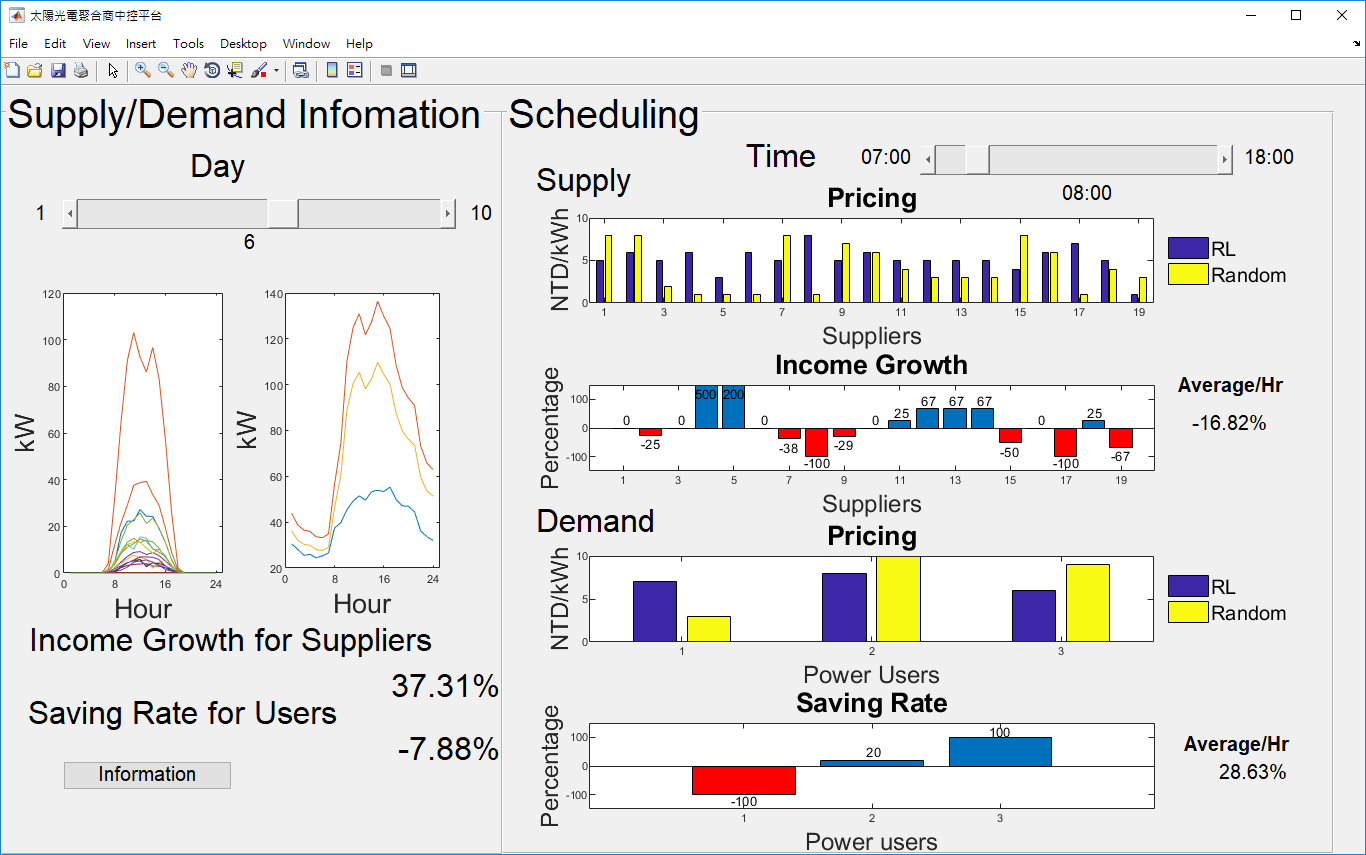 太陽光電聚合商中控平台
File Edit View Insert Tools Desktop Window Help
Supply/Demand Infomation
Day
1 10
6
120
100
80
60
40
20
0
kW
0 8 16 24
Hour
140
120
100
80
60
40
20
kW
0 8 16 24
Hour
Income Growth for Suppliers
37.31%
Saving Rate for Users
-7.88%
Information
Scheduling
Time 07:00 18:00
08:00
Supply
Pricing
NTD/kWh
10
5
0
1 3 5 7 9 11 13 15 17 19
Suppliers
RL
Random
Income Growth
Percentage
100
0
-100
0 -25 0 500 200 0 -38 -100 -29 0 25 67 67 67 -50 0 -100 25 -67
1 3 5 7 9 11 13 15 17 19
Suppliers
Average/Hr
-16.82%
Demand
Pricing
NTD/kWh
10
5
0
1 2 3
Power Users
RL
Random
Saving Rate
Percentage
100
0
-100
-100 20 100
1 2 3
Power users
Average/Hr
28.63%